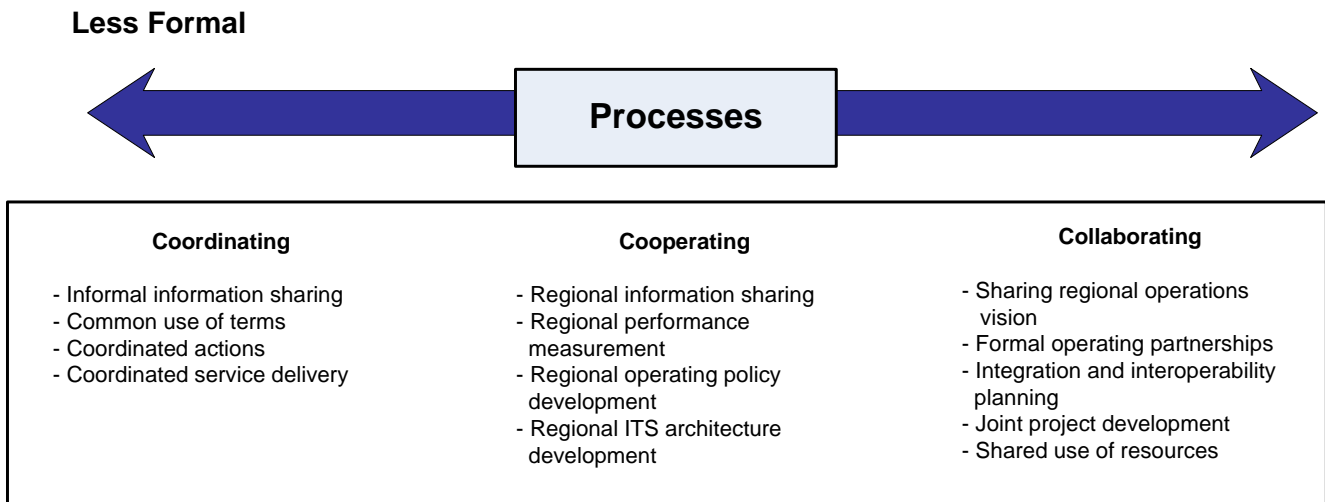 Less Formal
Processes
Coordinating
- Informal information sharing
- Common use of terms
- Coordinated actions
- Coordinated service delivery
Cooperating
- Regional information sharing
- Regional performance
measurement
- Regional operating policy
development
- Regional ITS architecture
development
Collaborating
- Sharing regional operations
vision
- Formal operating partnerships
- Integration and interoperability
planning
- Joint project development
- Shared use of resources